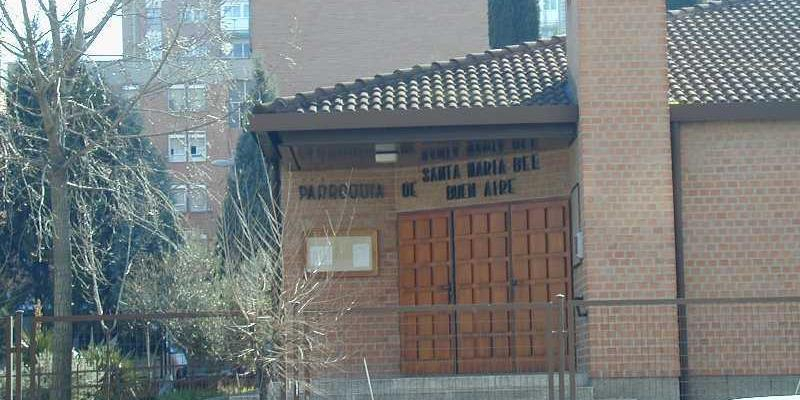 PARROQUIA DE
SANTA MARIA DEL
BUEN AIRE